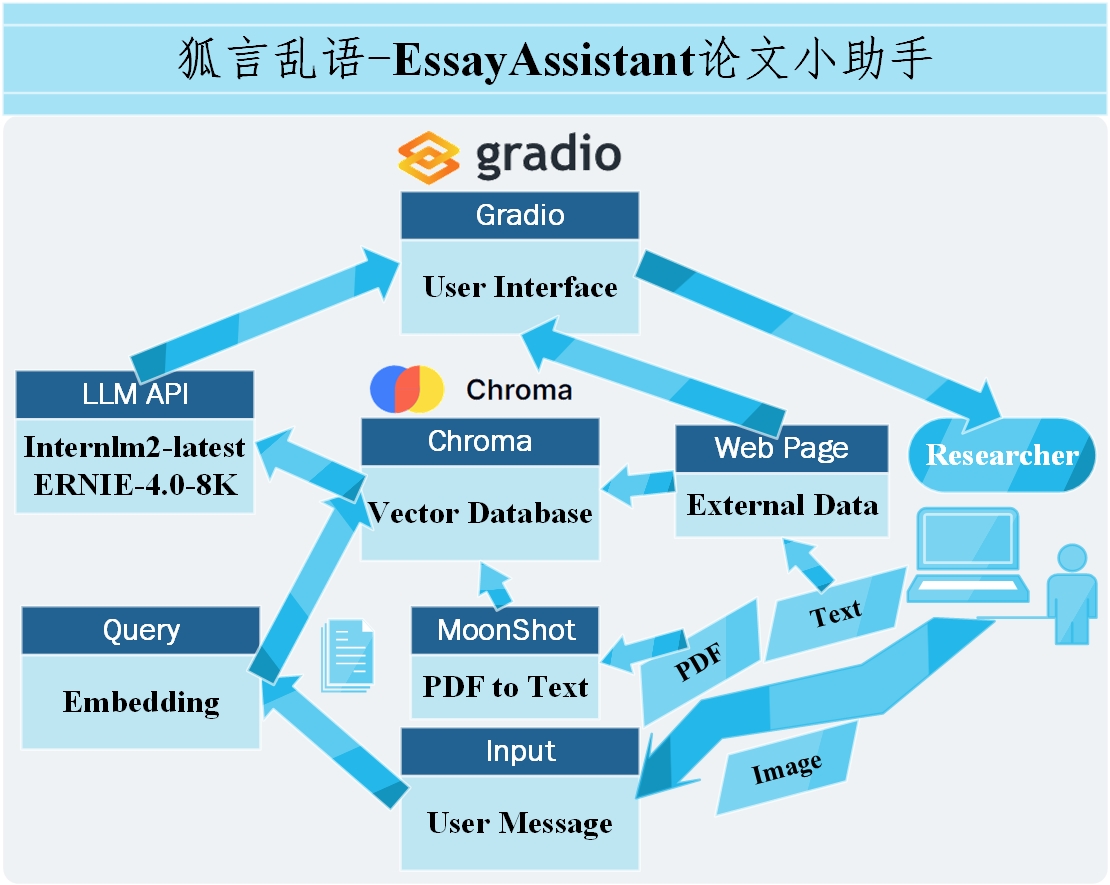 狐言乱语-EssayAssistant论文小助手
gradio
Gradio
User Interface
LLM API
Internlm2-latest
ERNIE-4.0-8K
Chroma
Chroma
Vector Database
Web Page
External Data
Researcher
Query
Embedding
MoonShot
PDF to Text
PDF
Text
Input
User Message
Image